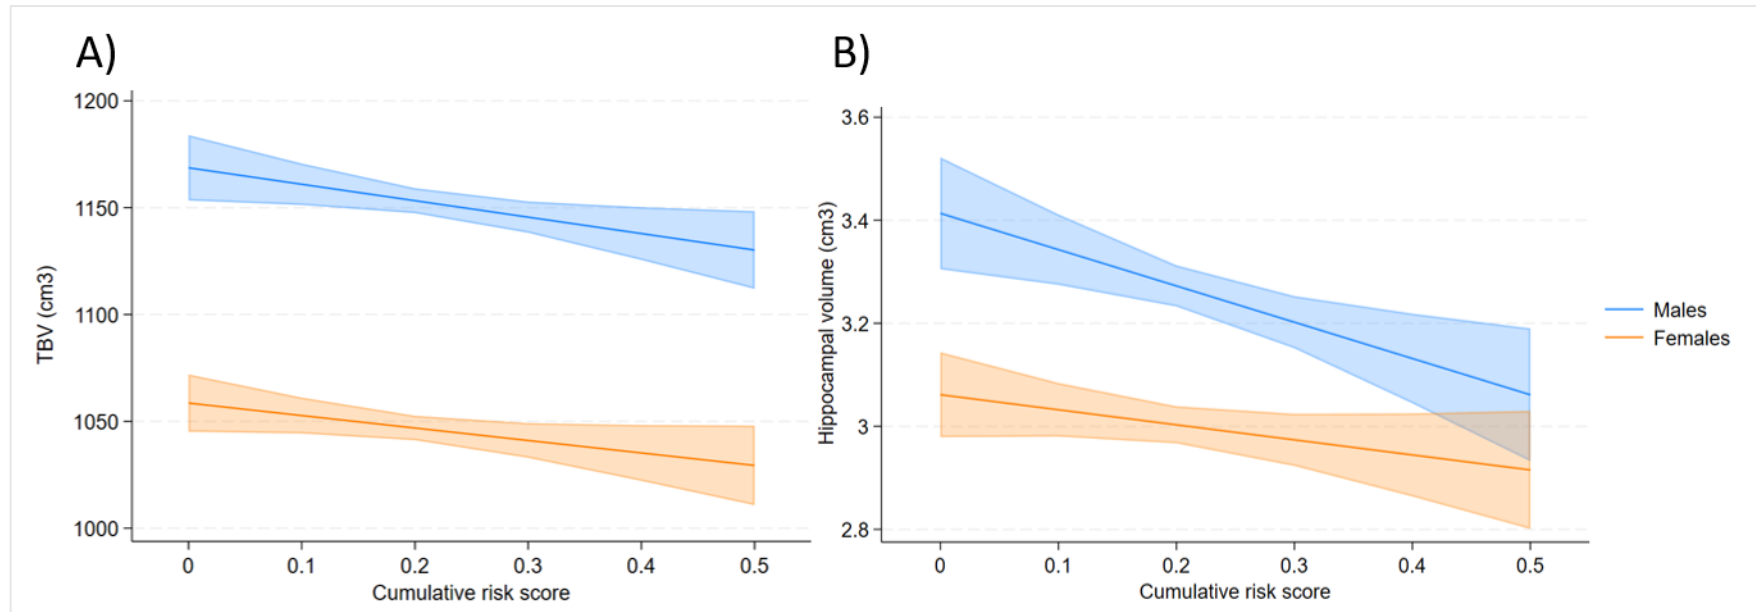 A)
TBV (cm3)
1200
1150
1100
1050
1000
0 0.1 0.2 0.3 0.4 0.5
Cumulative risk score
B)
Hippocampal volume (cm3)
3.6
3.4
3.2
3
2.8
0 0.1 0.2 0.3 0.4 0.5
Cumulative risk score
Males
Females